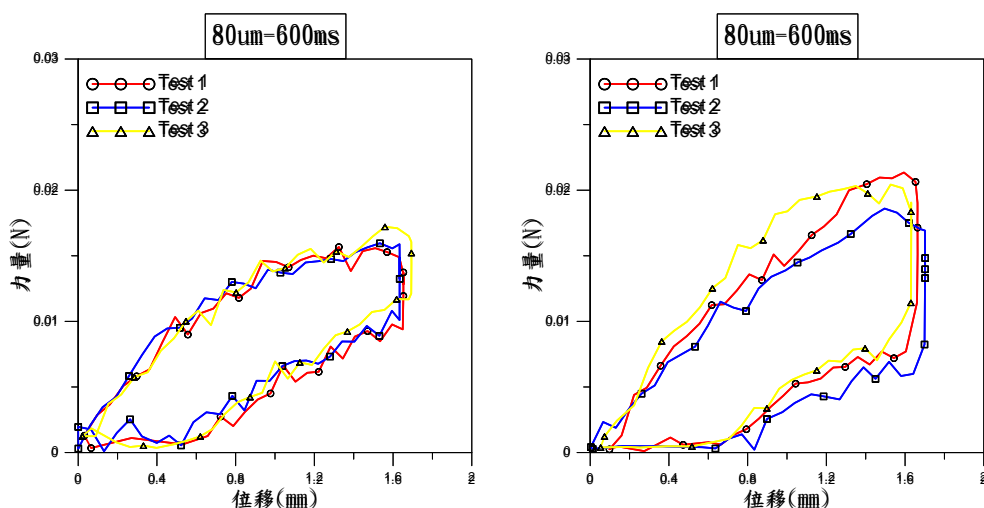 80um=600ms
0.03
Test 1
Test 2
Test 3
0.02
0.01
0
力量(N)
0 0.4 0.8 1.2 1.6 2
位移(mm)
80um=600ms
0.03
Test 1
Test 2
Test 3
0.02
0.01
0
力量(N)
0 0.4 0.8 1.2 1.6 2
位移(mm)